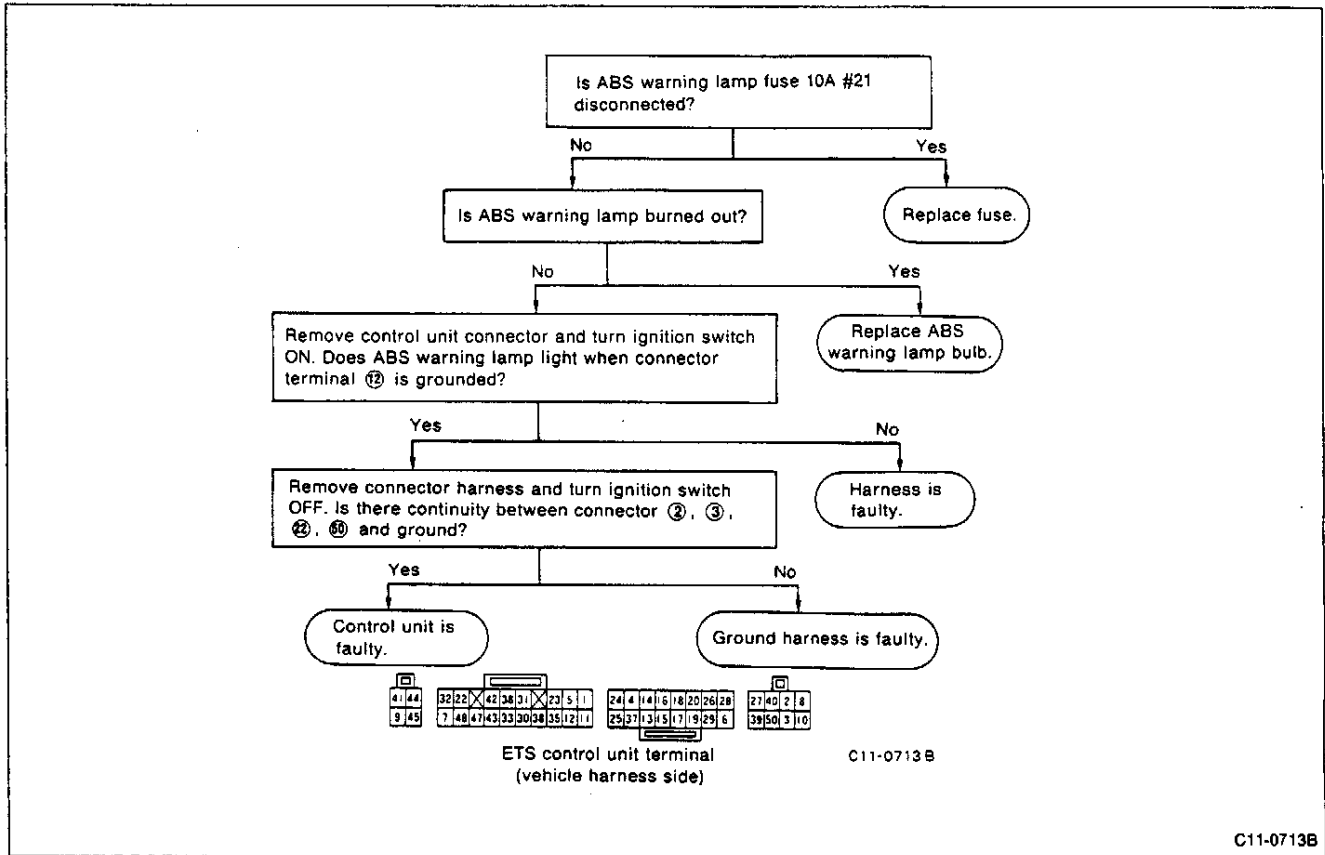 Is ABS warning lamp fuse 10A #21
disconnected?
No
Yes
Is ABS warning lamp burned out?
Replace fuse.
No
Yes
Remove control unit connector and turn ignition switch
ON. Does ABS warning lamp light when connector
terminal ⑫ is grounded?
Replace ABS
warning lamp bulb.
Yes
No
Remove connector harness and turn ignition switch
OFF. Is there continuity between connector ②, ③,
㉒, ㊿ and ground?
Harness is
faulty.
Yes
No
Control unit is
faulty.
Ground harness is faulty.
41 44
9 45
32 22 42 38 31 23 5 1
7 48 47 43 33 30 38 35 12 11
24 4 14 16 18 20 26 28
25 37 13 15 17 19 29 6
27 40 2 8
39 50 3 10
ETS control unit terminal
(vehicle harness side)
C11-0713B
C11-0713B